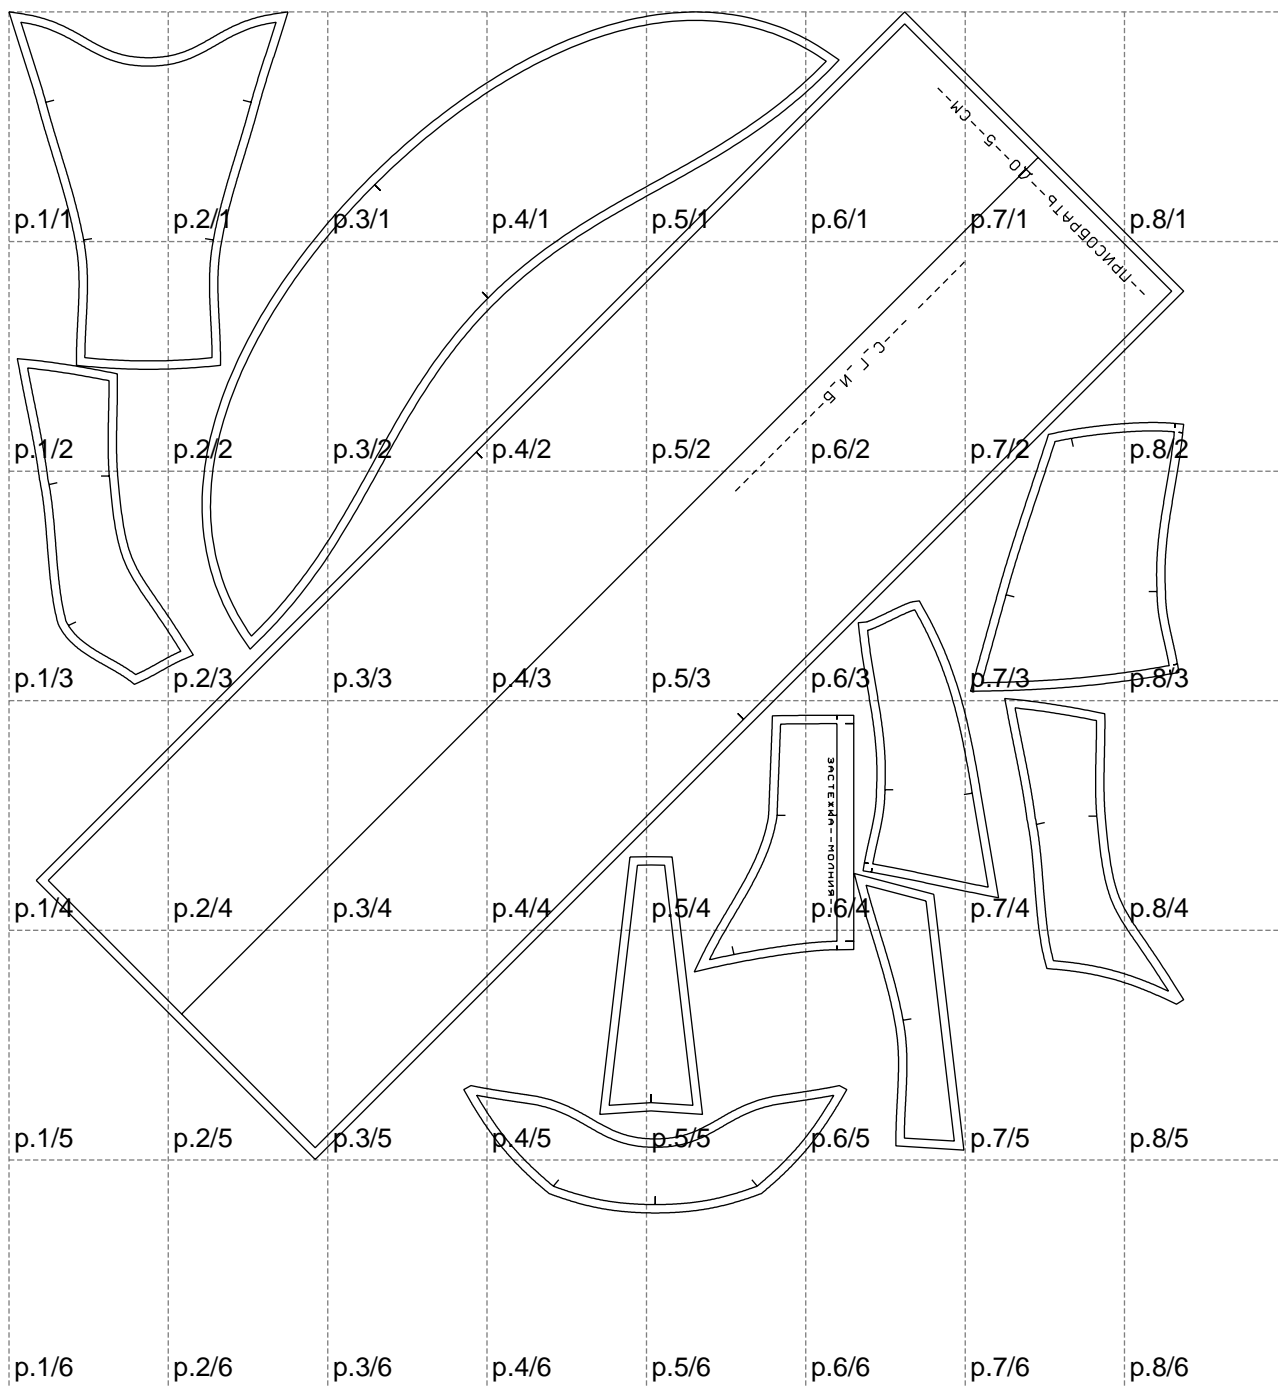 --СМ--5--ДО--ПРИСОБРАТЬ--
p.1/1 p.2/1 p.3/1 p.4/1 p.5/1 p.6/1 p.7/1 p.8/1
СГИБ
p.1/2 p.2/2 p.3/2 p.4/2 p.5/2 p.6/2 p.7/2 p.8/2
p.1/3 p.2/3 p.3/3 p.4/3 p.5/3 p.6/3 p.7/3 p.8/3
ЗАСТЕЖКА--МОЛНИЯ--
p.1/4 p.2/4 p.3/4 p.4/4 p.5/4 p.6/4 p.7/4 p.8/4
p.1/5 p.2/5 p.3/5 p.4/5 p.5/5 p.6/5 p.7/5 p.8/5
p.1/6 p.2/6 p.3/6 p.4/6 p.5/6 p.6/6 p.7/6 p.8/6